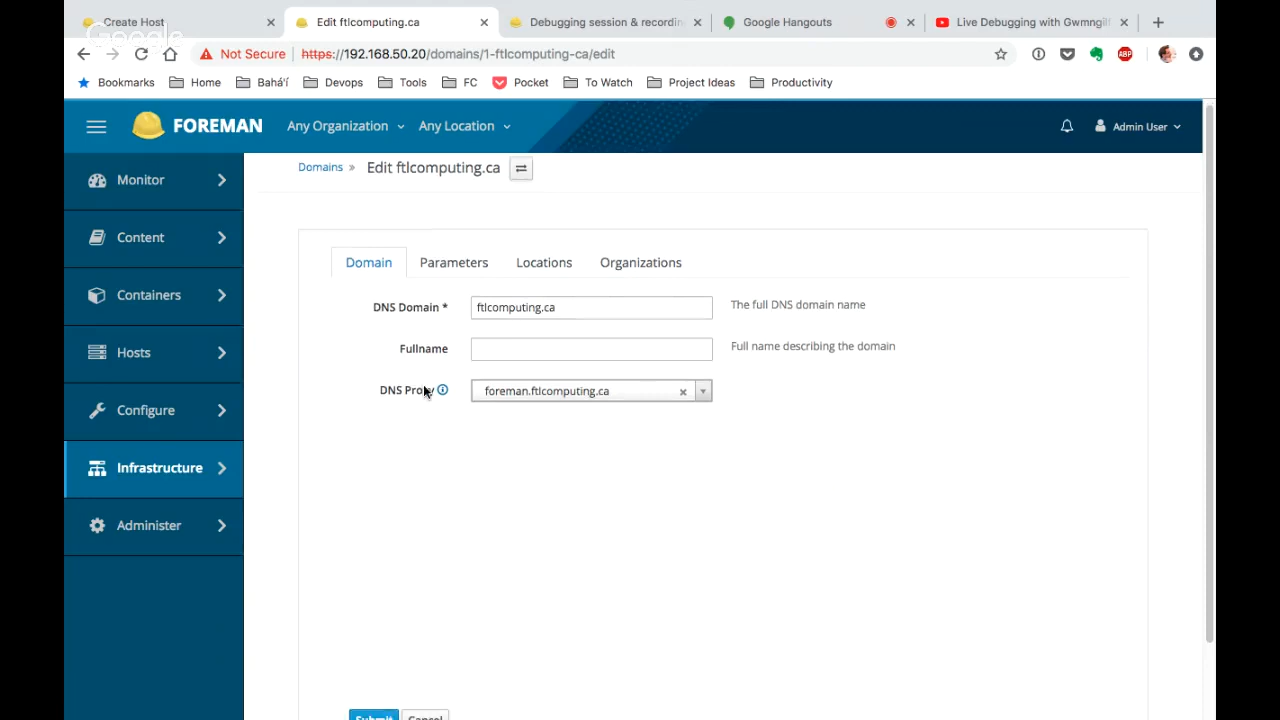 Create Host
Edit ftlcomputing.ca
Debugging session & recordin
Google Hangouts
Live Debugging with Gwmngilf
Google
Not Secure https://192.168.50.20/domains/1-ftlcomputing-ca/edit
ABP
Bookmarks Home Bahá'í Devops Tools FC Pocket To Watch Project Ideas Productivity
FOREMAN Any Organization Any Location Admin User
Domains » Edit ftlcomputing.ca
Monitor
Content
Containers
Hosts
Configure
Infrastructure
Administer
Domain Parameters Locations Organizations
DNS Domain * ftlcomputing.ca The full DNS domain name
Fullname Full name describing the domain
DNS Proxy foreman.ftlcomputing.ca
Submit Cancel